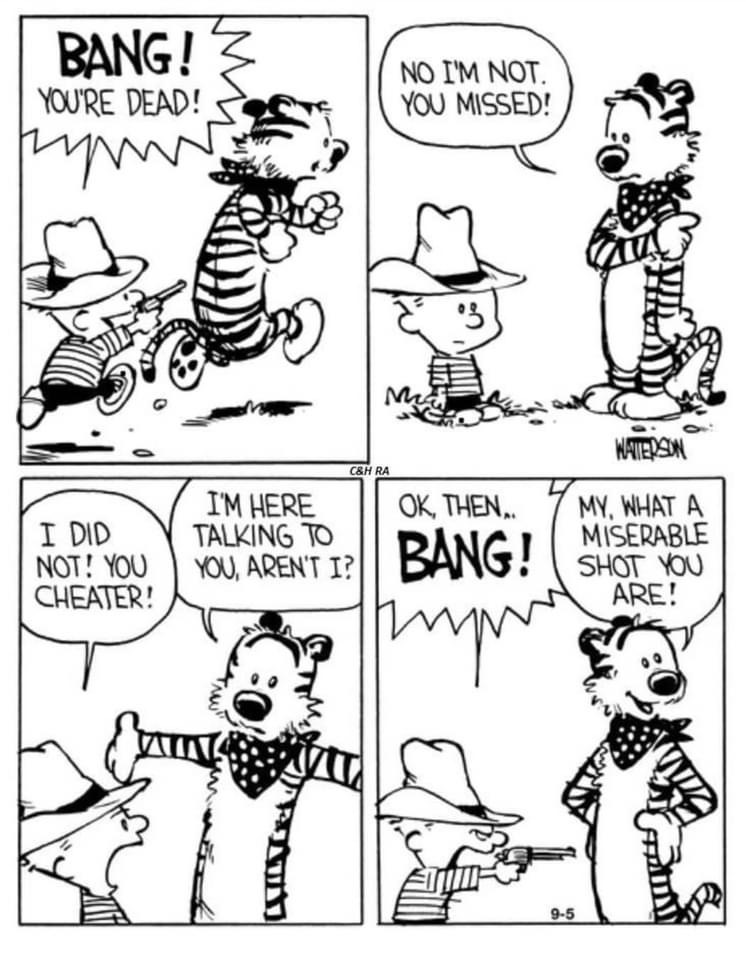 BANG!
YOU'RE DEAD!
NO I'M NOT.
YOU MISSED!
WATTERSON
C&H RA
I DID
NOT! YOU
CHEATER!
I'M HERE
TALKING TO
YOU, AREN'T I?
OK, THEN..
BANG!
MY, WHAT A
MISERABLE
SHOT YOU
ARE!
9-5